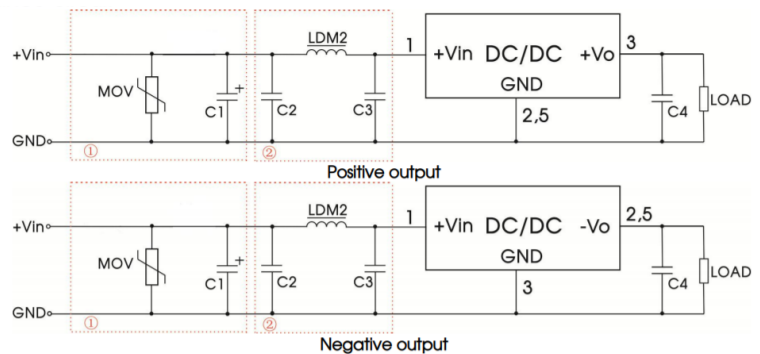 LDM2
1
+Vin DC/DC +Vo
3
+Vin
MOV
C1
+
C2
C3
GND
2,5
C4
LOAD
GND
①
②
Positive output
LDM2
1
+Vin DC/DC -Vo
2,5
+Vin
MOV
C1
+
C2
C3
GND
3
C4
LOAD
GND
①
②
Negative output